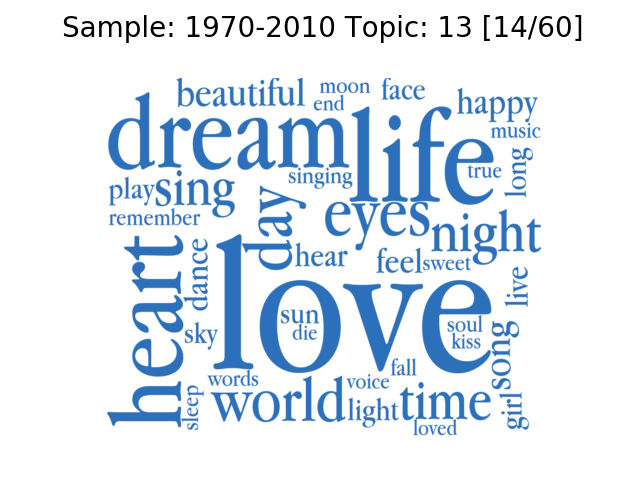 Sample: 1970-2010 Topic: 13 [14/60]
beautiful moon face
end happy
dream life music
singing true long
play sing
remember day eyes night
heart dance hear feel sweet live
love
sky sun soul
die kiss song
words voice fall
sleep world light time girl
loved